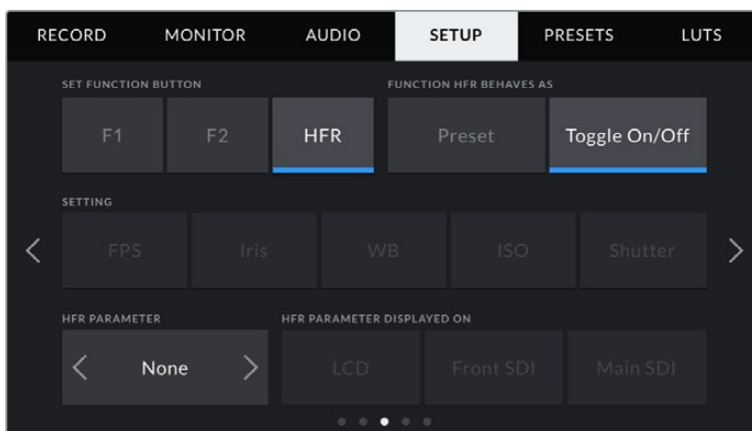 RECORD MONITOR AUDIO SETUP PRESETS LUTS
SET FUNCTION BUTTON FUNCTION HFR BEHAVES AS
F1 F2 HFR Preset Toggle On/Off
SETTING
FPS Iris WB ISO Shutter
HFR PARAMETER HFR PARAMETER DISPLAYED ON
None LCD Front SDI Main SDI